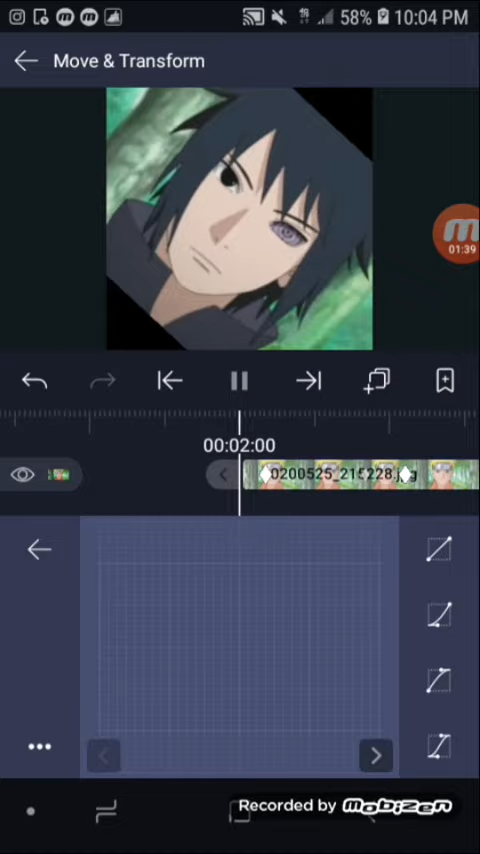 58% 10:04 PM
Move & Transform
01:39
00:02:00
0200525_215228.jpg
Recorded by mobizen